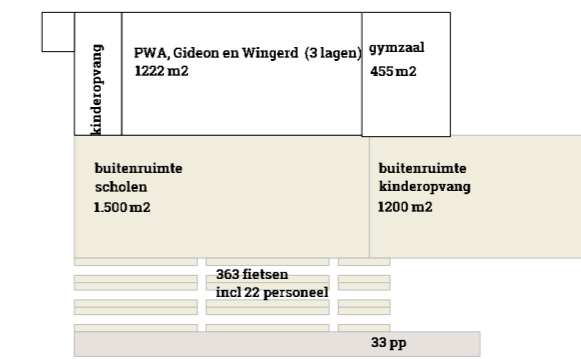 kinderopvang
PWA, Gideon en Wingerd (3 lagen)
1222 m2
gymzaal
455 m2
buitenruimte
scholen
1.500 m2
buitenruimte
kinderopvang
1200 m2
363 fietsen
incl 22 personeel
33 pp